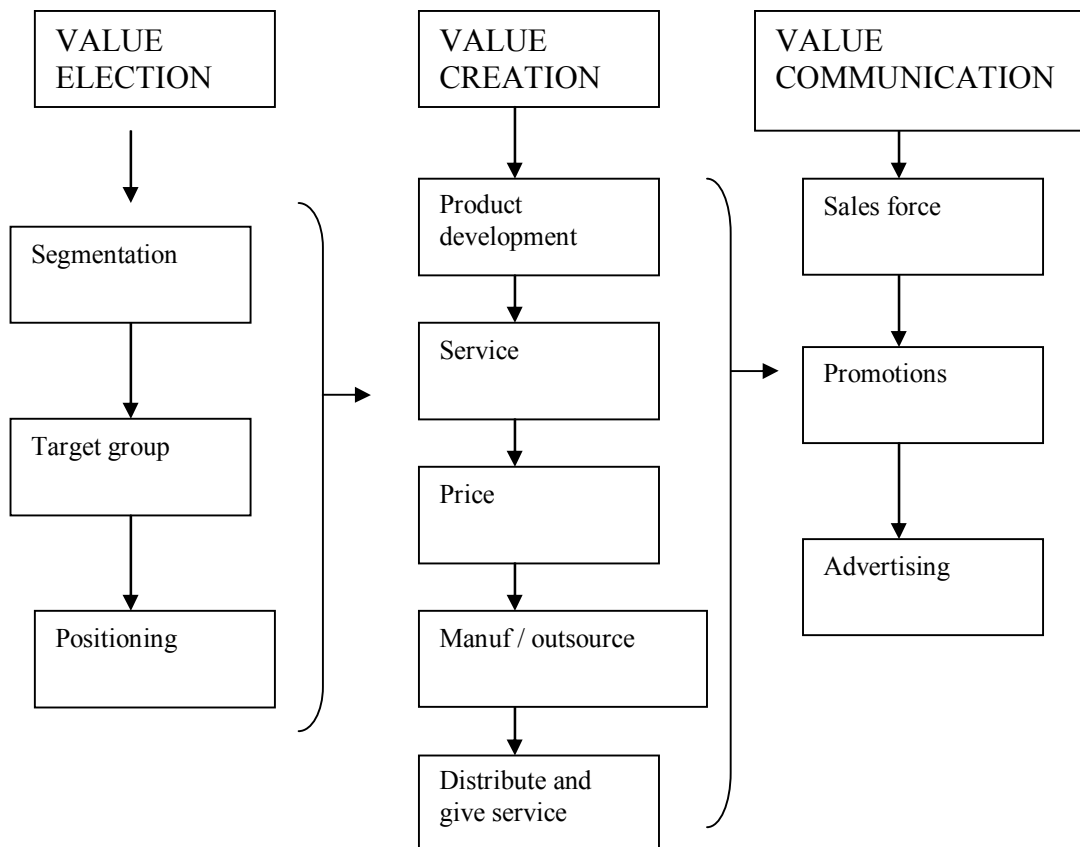 VALUE
ELECTION
Segmentation
Target group
Positioning
VALUE
CREATION
Product
development
Service
Price
Manuf / outsource
Distribute and
give service
VALUE
COMMUNICATION
Sales force
Promotions
Advertising